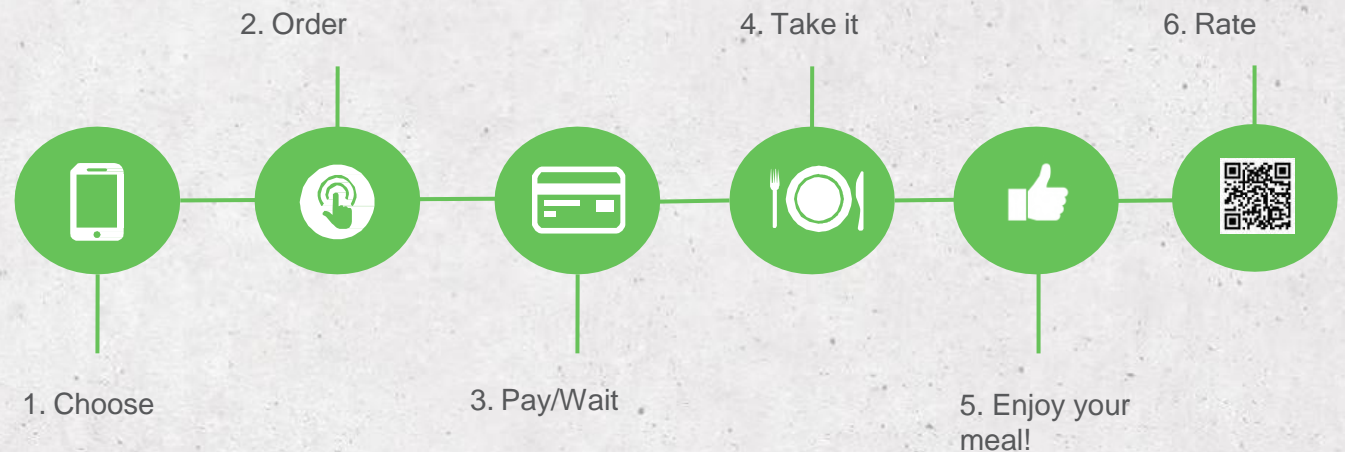 2. Order
4. Take it
6. Rate
1. Choose
3. Pay/Wait
5. Enjoy your
meal!